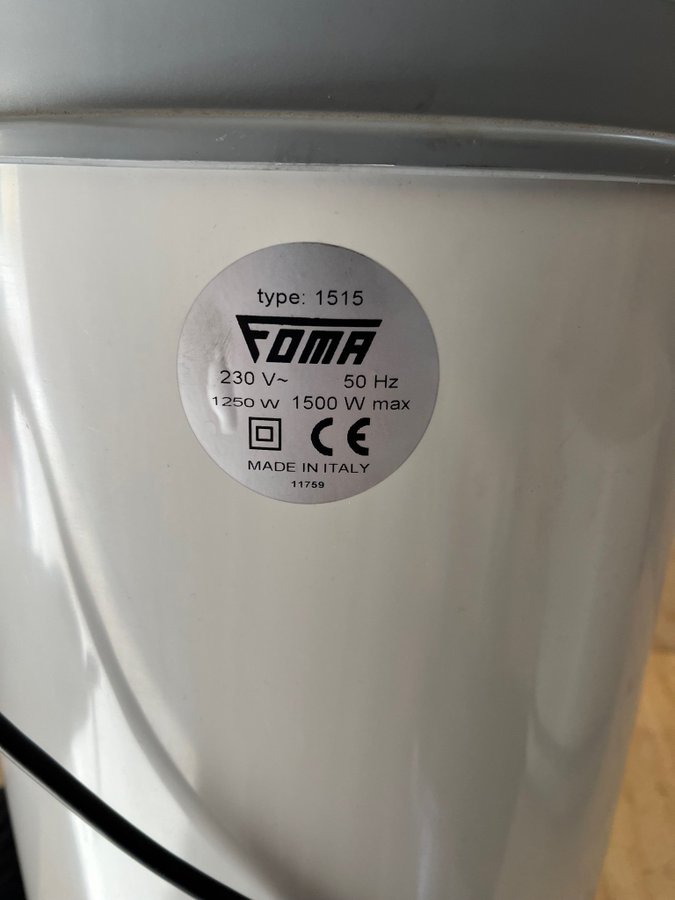 type: 1515
FOMA
230 V~ 50 Hz
1250 W 1500 W max
CE
MADE IN ITALY
11759